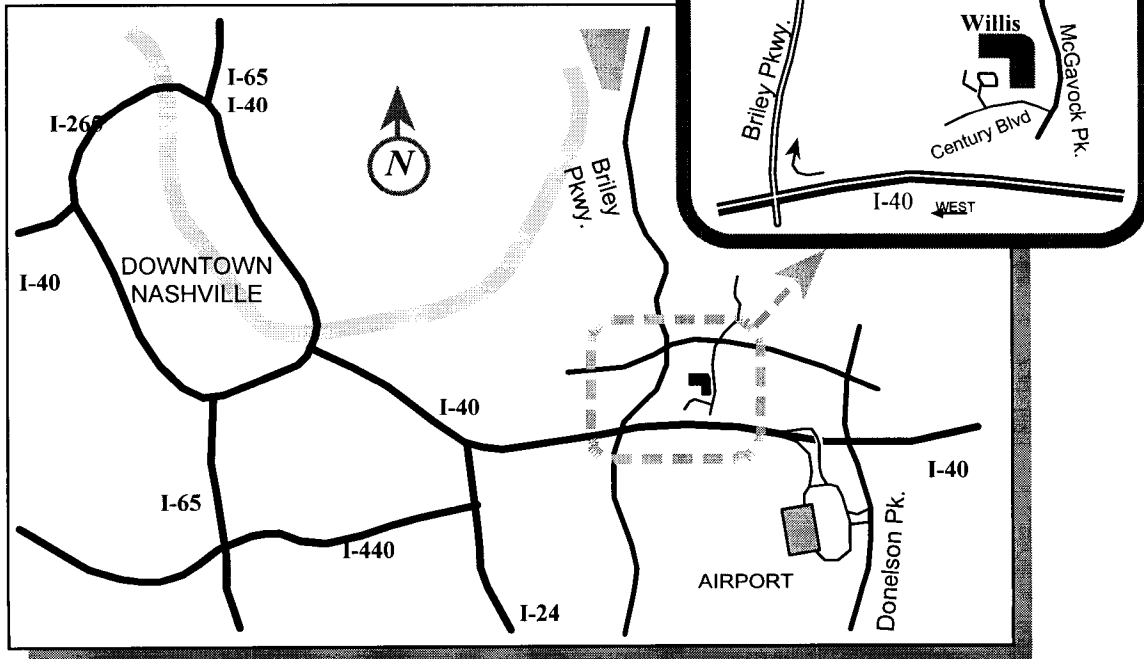 Willis
Briley Pkwy.
McGavock Pk.
Century Blvd
I-40
WEST
I-65
I-40
I-265
N
Briley
Pkwy.
DOWNTOWN
NASHVILLE
I-40
I-40
I-40
I-65
I-440
AIRPORT
Donelson Pk.
I-24